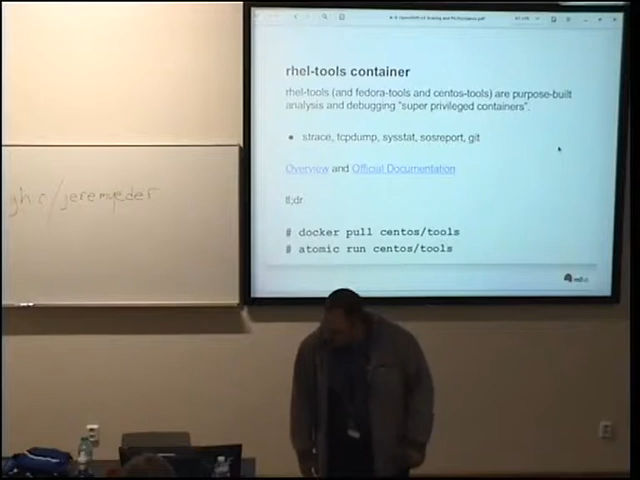 rhel-tools container
rhel-tools (and fedora-tools and centos-tools) are purpose-built
analysis and debugging "super privileged containers".
• strace, tcpdump, sysstat, sosreport, git
Overview and Official Documentation
tl;dr
# docker pull centos/tools
# atomic run centos/tools
gh c/jeremyeder